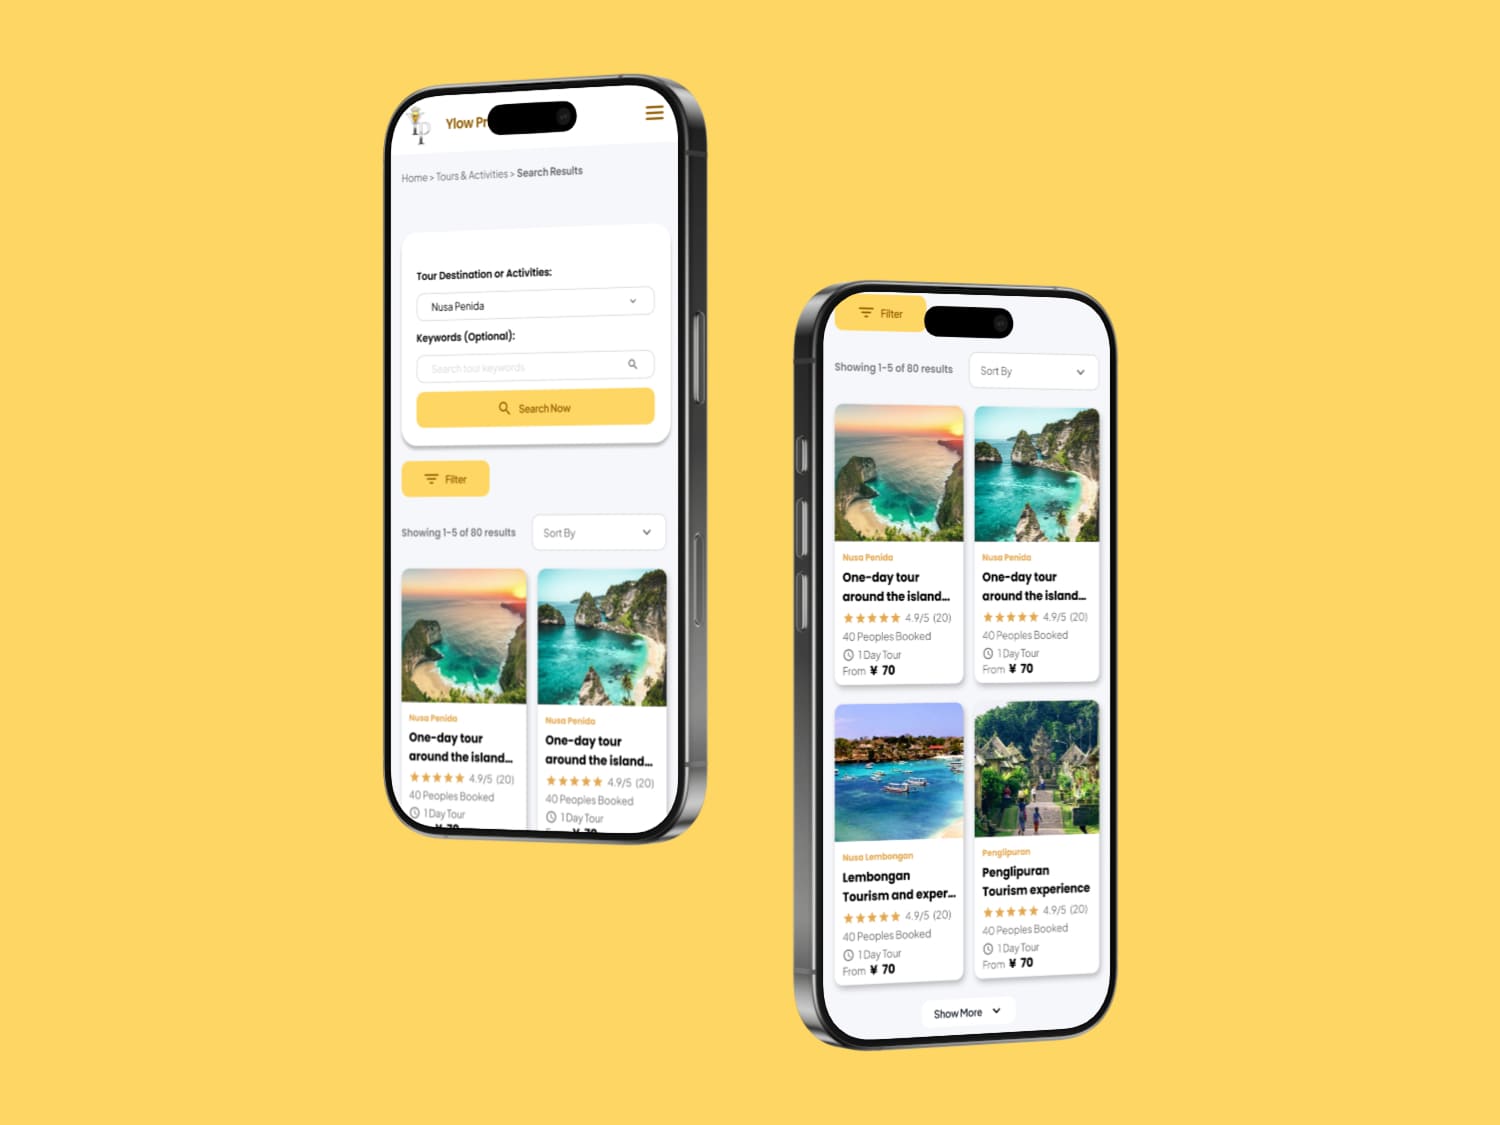 Ylow Pr
Home > Tours & Activities > Search Results
Tour Destination or Activities:
Nusa Penida
Keywords (Optional):
Search tour keywords
Search Now
Filter
Showing 1-5 of 80 results
Sort By
Nusa Penida
One-day tour
around the island...
4.9/5 (20)
40 Peoples Booked
1 Day Tour
¥ 70
Nusa Penida
One-day tour
around the island...
4.9/5 (20)
40 Peoples Booked
1 Day Tour
From ¥ 70
Filter
Showing 1-5 of 80 results
Sort By
Nusa Penida
One-day tour
around the island...
4.9/5 (20)
40 Peoples Booked
1 Day Tour
From ¥ 70
Nusa Penida
One-day tour
around the island...
4.9/5 (20)
40 Peoples Booked
1 Day Tour
From ¥ 70
Nusa Lembongan
Lembongan
Tourism and exper...
4.9/5 (20)
40 Peoples Booked
1 Day Tour
From ¥ 70
Penglipuran
Penglipuran
Tourism experience
4.9/5 (20)
40 Peoples Booked
1 Day Tour
From ¥ 70
Show More